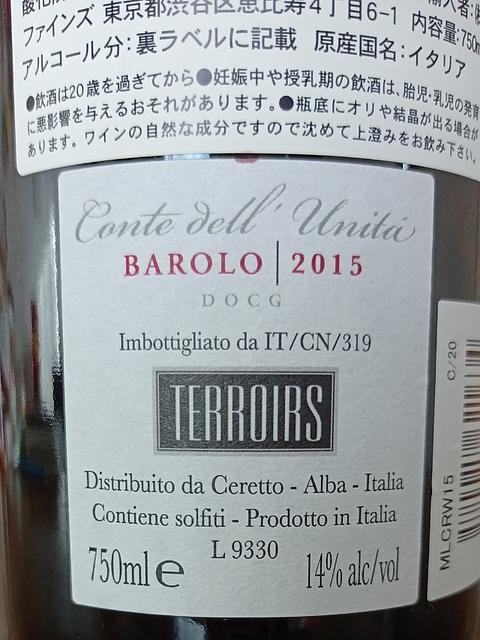 ファインズ 東京都渋谷区恵比寿4丁目6-1 内容量:750m
アルコール分:裏ラベルに記載 原産国名:イタリア
●飲酒は20歳を過ぎてから●妊娠中や授乳期の飲酒は、胎児・乳児の発育
に悪影響を与えるおそれがあります。●瓶底にオリや結晶が出る場合が
あります。ワインの自然な成分ですので沈めて上澄みをお飲み下さい。
Conte dell' Unitá
BAROLO | 2015
DOCG
Imbottigliato da IT/CN/319
TERROIRS
Distribuito da Ceretto - Alba - Italia
Contiene solfiti - Prodotto in Italia
L 9330
750ml e 14% alc/vol
C/20
MLCRW15